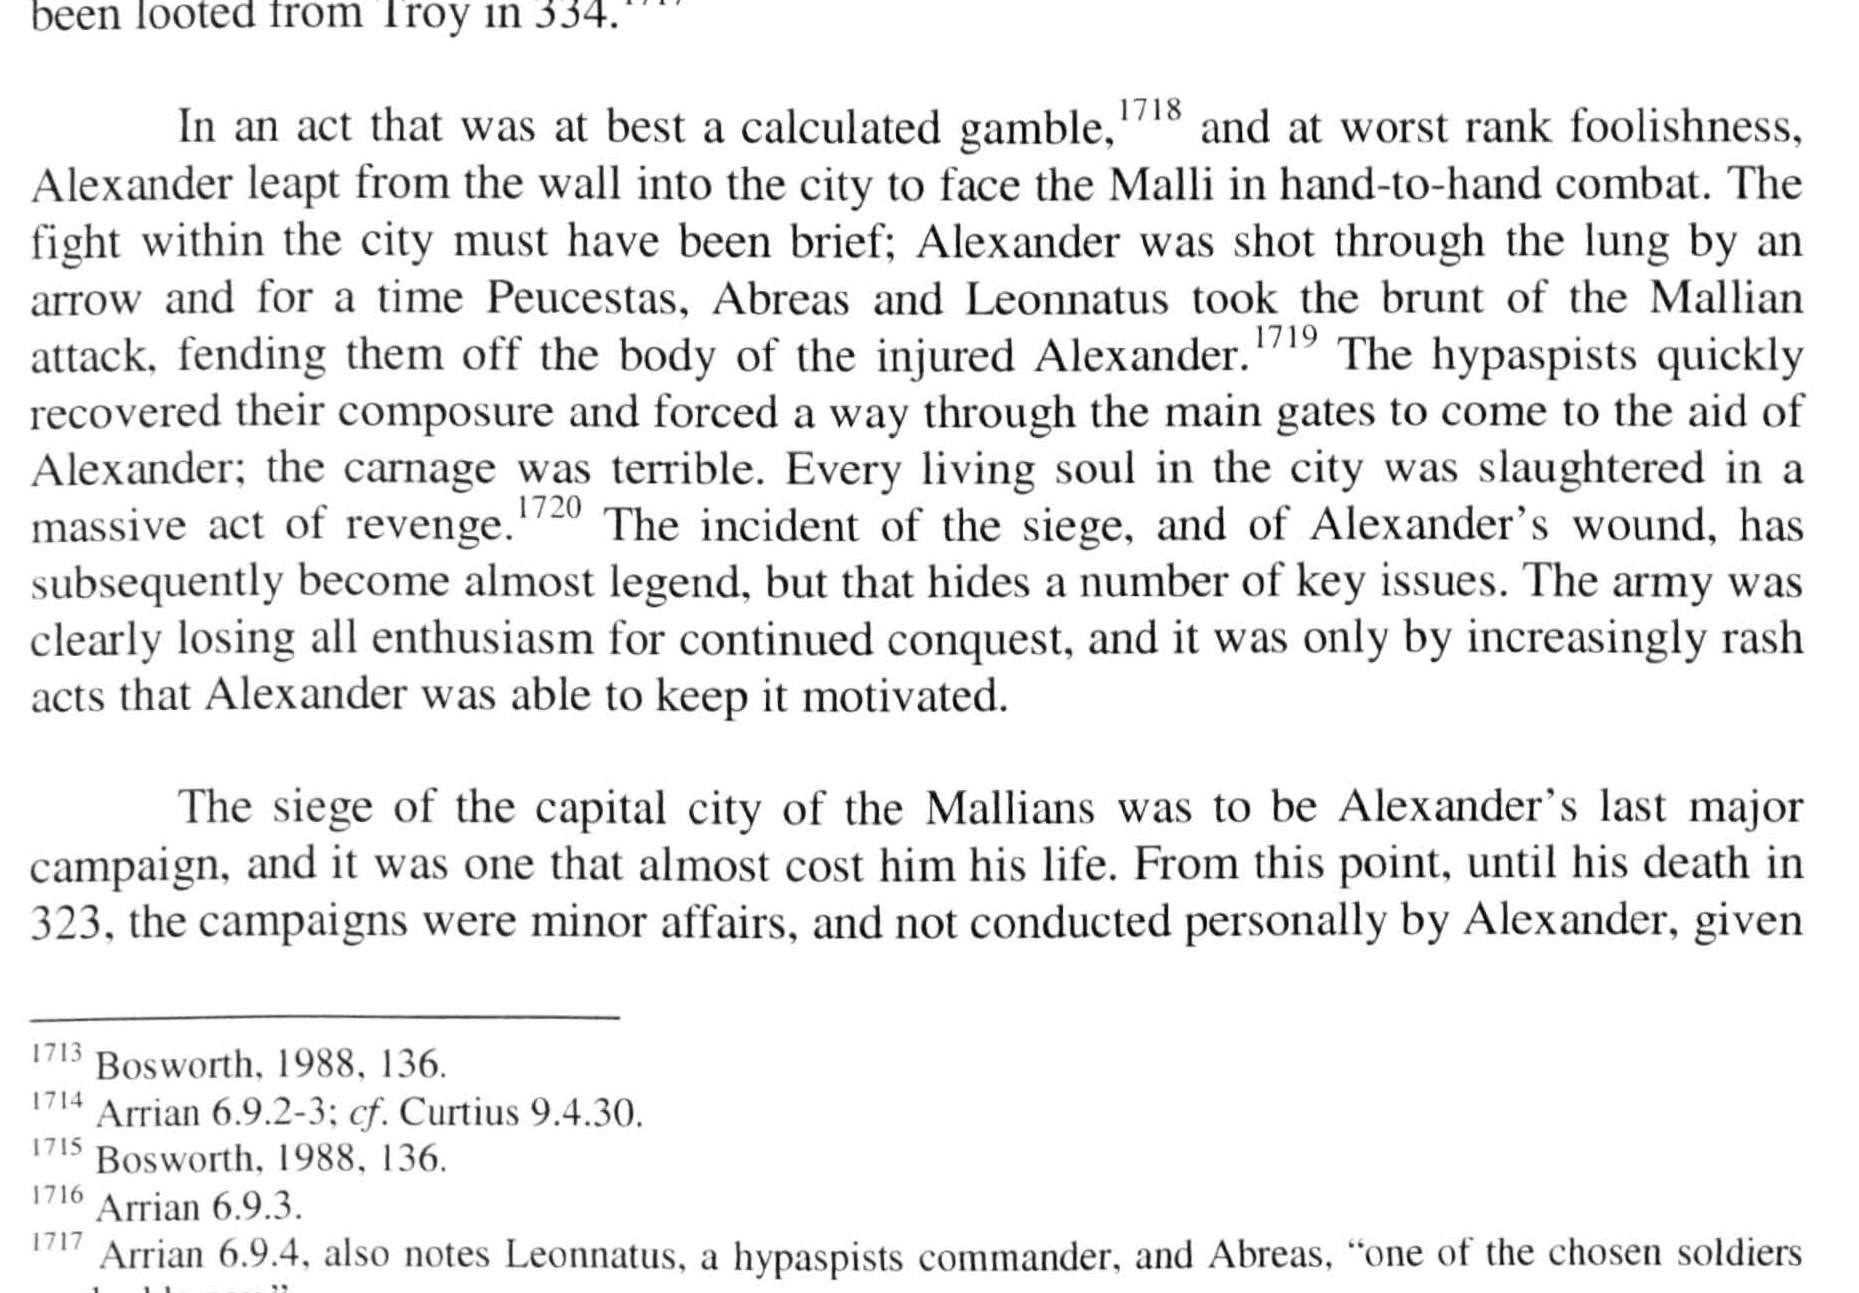 been looted from Troy in 334.1717
In an act that was at best a calculated gamble,1718 and at worst rank foolishness,
Alexander leapt from the wall into the city to face the Malli in hand-to-hand combat. The
fight within the city must have been brief; Alexander was shot through the lung by an
arrow and for a time Peucestas, Abreas and Leonnatus took the brunt of the Mallian
attack, fending them off the body of the injured Alexander.1719 The hypaspists quickly
recovered their composure and forced a way through the main gates to come to the aid of
Alexander; the carnage was terrible. Every living soul in the city was slaughtered in a
massive act of revenge.1720 The incident of the siege, and of Alexander's wound, has
subsequently become almost legend, but that hides a number of key issues. The army was
clearly losing all enthusiasm for continued conquest, and it was only by increasingly rash
acts that Alexander was able to keep it motivated.
The siege of the capital city of the Mallians was to be Alexander's last major
campaign, and it was one that almost cost him his life. From this point, until his death in
323, the campaigns were minor affairs, and not conducted personally by Alexander, given
1713 Bosworth, 1988, 136.
1714 Arrian 6.9.2-3; cf. Curtius 9.4.30.
1715 Bosworth, 1988, 136.
1716 Arrian 6.9.3.
1717 Arrian 6.9.4, also notes Leonnatus, a hypaspists commander, and Abreas, “one of the chosen soldiers